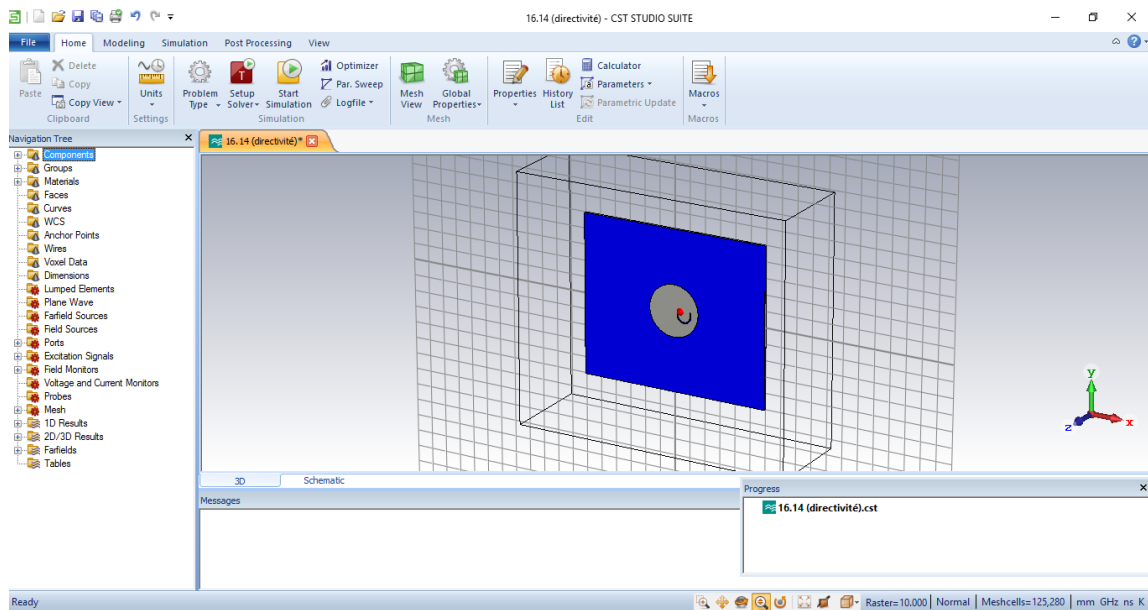 16.14 (directivité) - CST STUDIO SUITE
File Home Modeling Simulation Post Processing View
Paste
Delete
Copy
Copy View
Clipboard
Units
Settings
Problem Type
Setup Solver
Start Simulation
Optimizer
Par. Sweep
Logfile
Simulation
Mesh View
Global Properties
Mesh
Properties
History List
Calculator
Parameters
Parametric Update
Edit
Macros
Macros
Navigation Tree
Components
Groups
Materials
Faces
Curves
WCS
Anchor Points
Wires
Voxel Data
Dimensions
Lumped Elements
Plane Wave
Farfield Sources
Field Sources
Ports
Excitation Signals
Field Monitors
Voltage and Current Monitors
Probes
Mesh
1D Results
2D/3D Results
Farfields
Tables
16.14 (directivité)*
y
x
z
3D Schematic
Messages
Progress
16.14 (directivité).cst
Ready
Raster=10.000 Normal Meshcells=125,280 mm GHz ns K